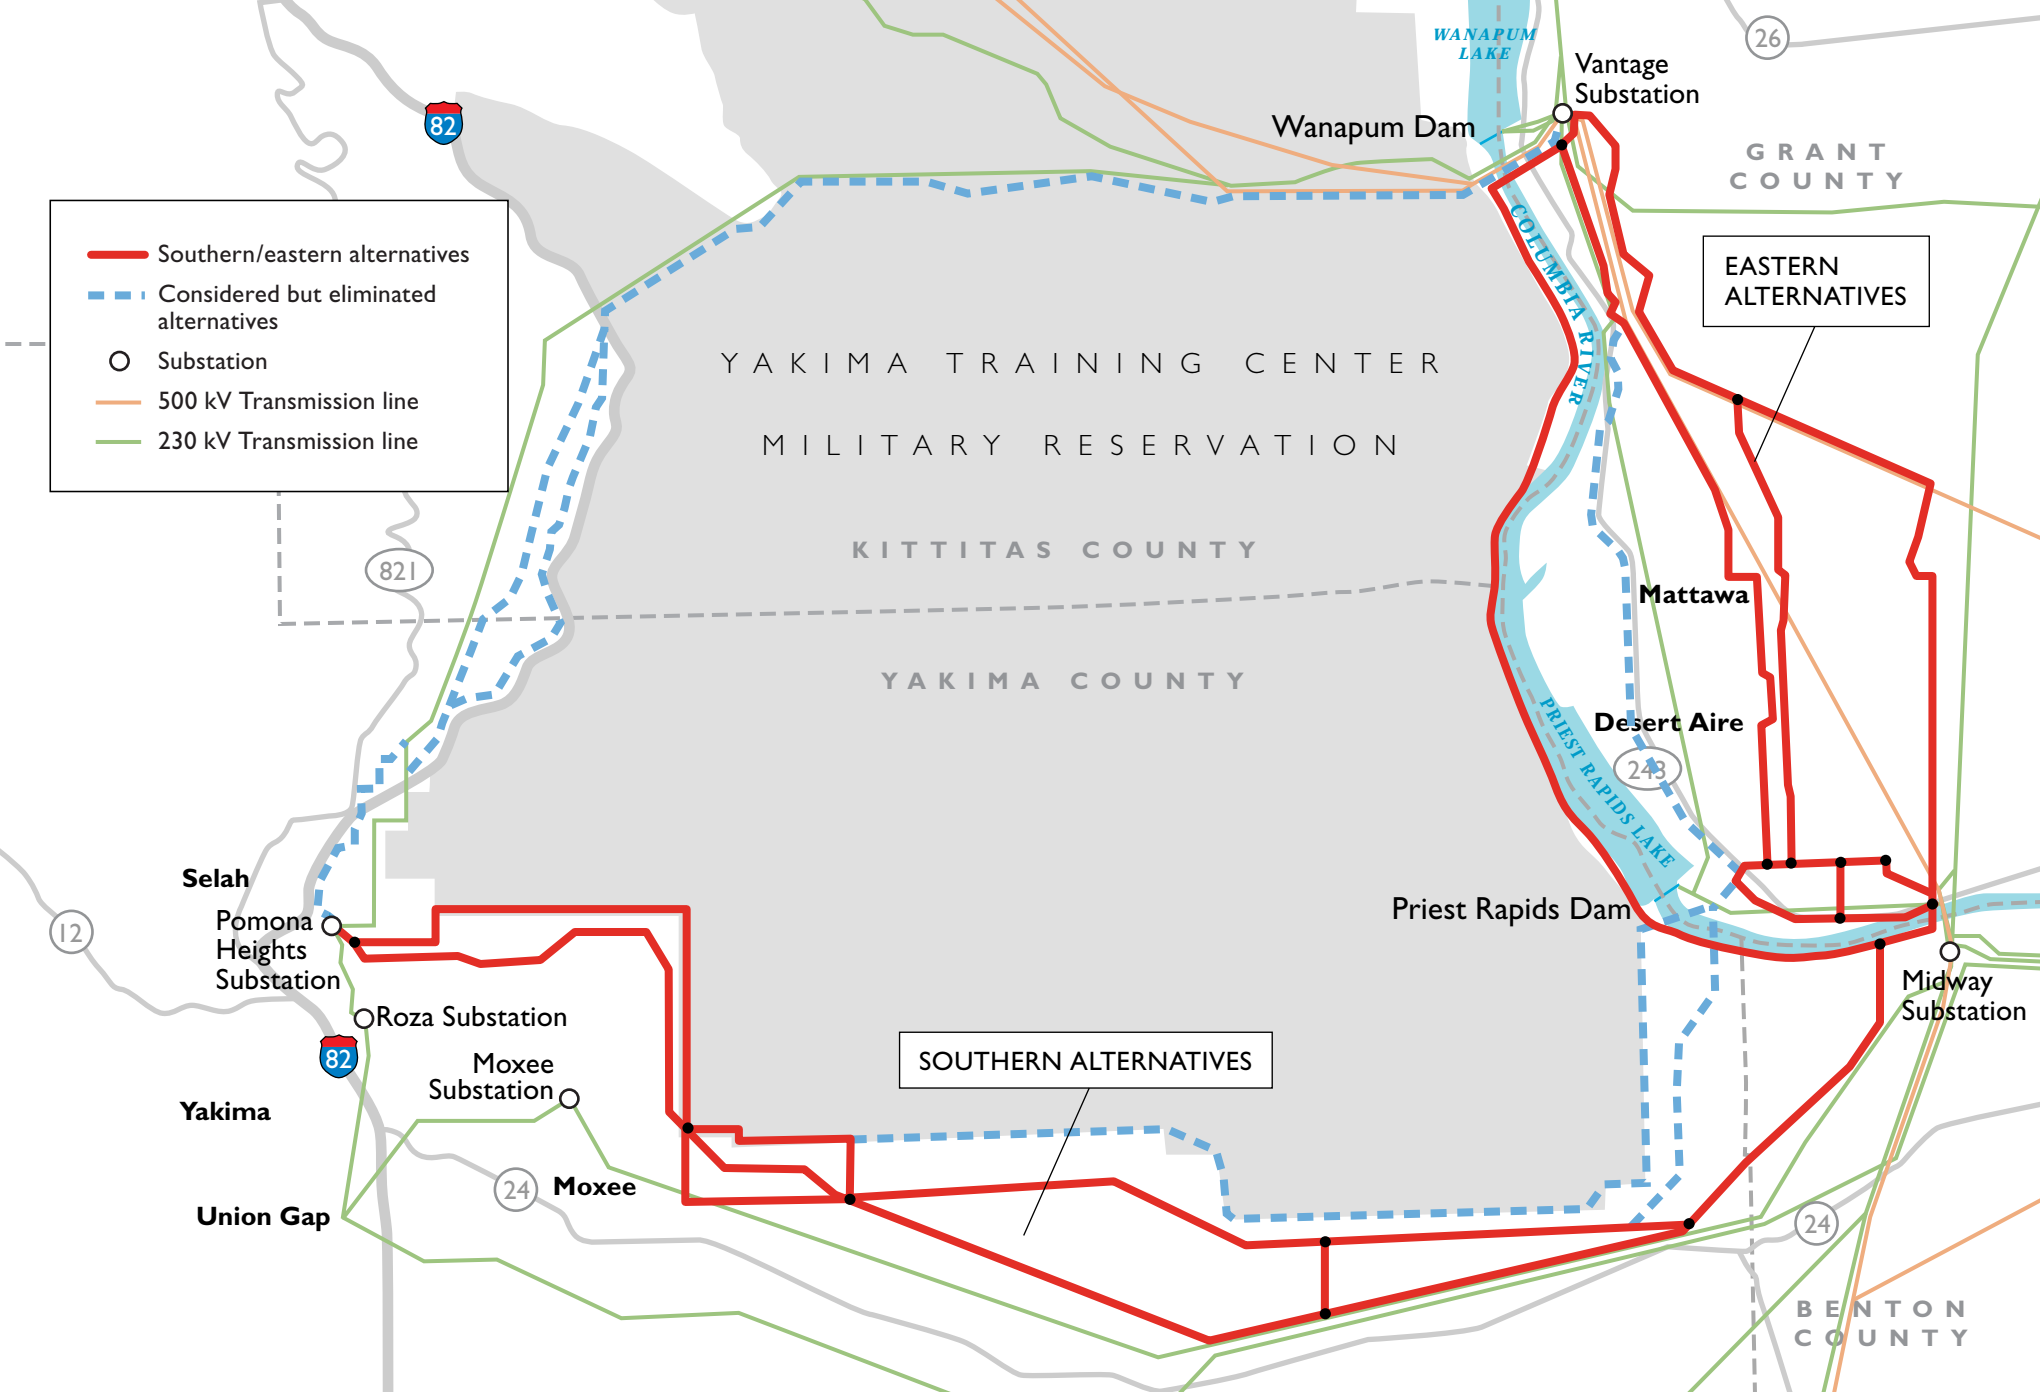 WANAPUM
LAKE
Vantage
Substation
26
82
Wanapum Dam
GRANT
COUNTY
Southern/eastern alternatives
Considered but eliminated
alternatives
Substation
500 kV Transmission line
230 kV Transmission line
COLUMBIA RIVER
EASTERN
ALTERNATIVES
YAKIMA TRAINING CENTER
MILITARY RESERVATION
KITTITAS COUNTY
821
Mattawa
YAKIMA COUNTY
PRIEST RAPIDS LAKE
Desert Aire
243
Selah
Pomona
Heights
Substation
12
Priest Rapids Dam
Midway
Substation
Roza Substation
82
Moxee
Substation
SOUTHERN ALTERNATIVES
Yakima
24
Moxee
Union Gap
24
BENTON
COUNTY